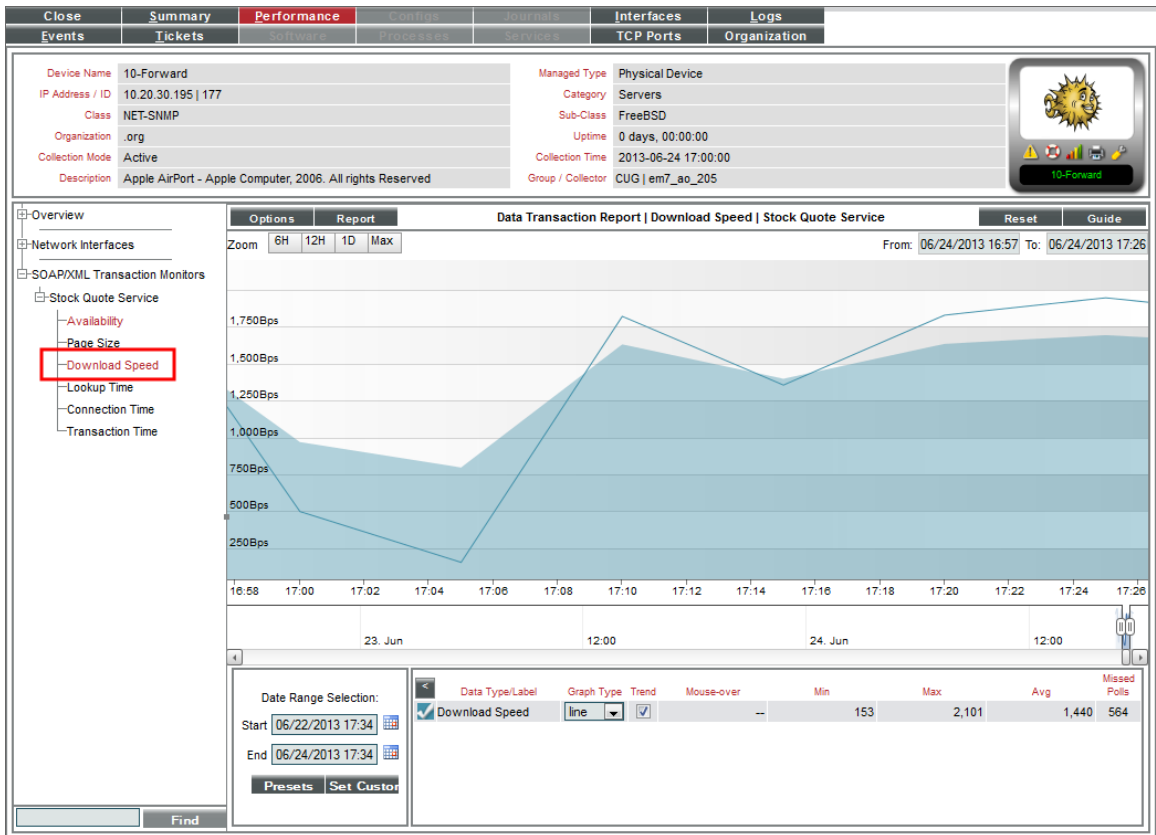 Close Summary Performance Configs Journals Interfaces Logs
Events Tickets Software Processes Services TCP Ports Organization
Device Name 10-Forward Managed Type Physical Device
IP Address / ID 10.20.30.195 | 177 Category Servers
Class NET-SNMP Sub-Class FreeBSD
Organization .org Uptime 0 days, 00:00:00
Collection Mode Active Collection Time 2013-06-24 17:00:00
Description Apple AirPort - Apple Computer, 2006. All rights Reserved Group / Collector CUG | em7_ao_205
10-Forward
Overview
Network Interfaces
SOAP/XML Transaction Monitors
Stock Quote Service
Availability
Page Size
Download Speed
Lookup Time
Connection Time
Transaction Time
Find
Options Report Data Transaction Report | Download Speed | Stock Quote Service Reset Guide
Zoom 6H 12H 1D Max From: 06/24/2013 16:57 To: 06/24/2013 17:26
1,750Bps
1,500Bps
1,250Bps
1,000Bps
750Bps
500Bps
250Bps
16:58 17:00 17:02 17:04 17:06 17:08 17:10 17:12 17:14 17:16 17:18 17:20 17:22 17:24 17:26
23. Jun 12:00 24. Jun 12:00
Date Range Selection:
Start 06/22/2013 17:34
End 06/24/2013 17:34
Presets Set Custor
< Data Type/Label Graph Type Trend Mouse-over Min Max Avg Missed Polls
Download Speed line -- 153 2,101 1,440 564